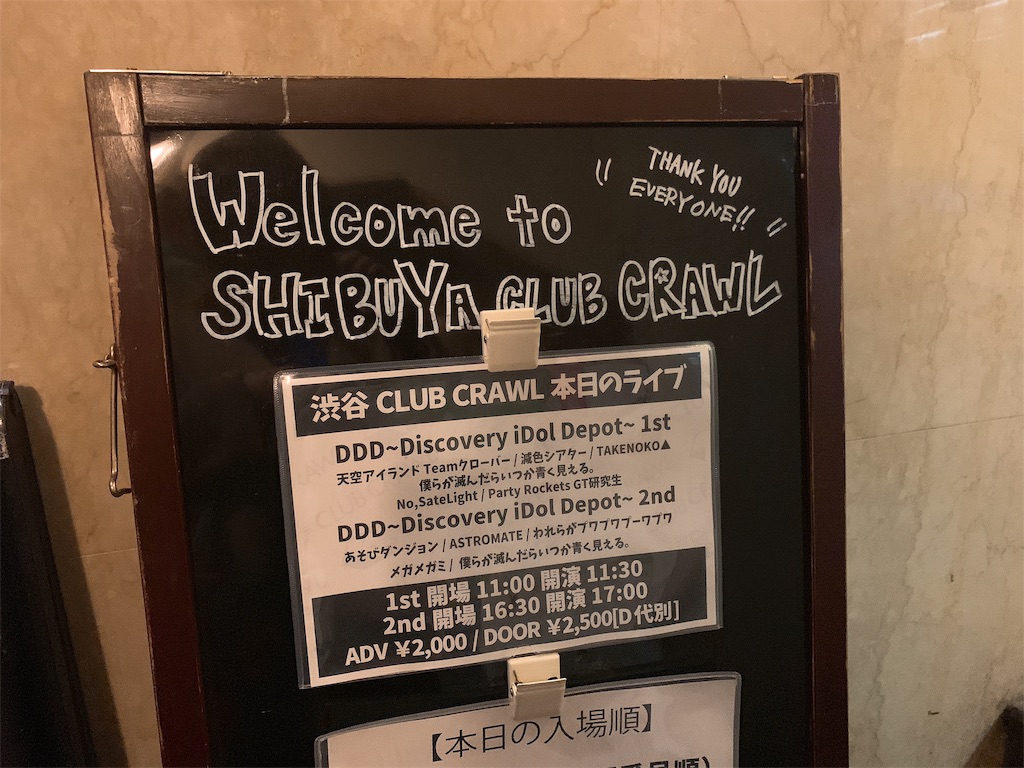 Welcome to
"THANK YOU
EVERYONE!!"
SHIBUYA CLUB CRAWL
渋谷 CLUB CRAWL 本日のライブ
DDD~Discovery iDol Depot~ 1st
天空アイランド Teamクローバー / 減色シアター / TAKENOKO▲
僕らが滅んだらいつか青く見える。
No,SateLight / Party Rockets GT研究生
DDD~Discovery iDol Depot~ 2nd
あそびダンジョン / ASTROMATE / われらがプワプワプーワプワ
メガメガミ / 僕らが滅んだらいつか青く見える。
1st 開場 11:00 開演 11:30
2nd 開場 16:30 開演 17:00
ADV ¥2,000 / DOOR ¥2,500[D代別]
【本日の入場順】